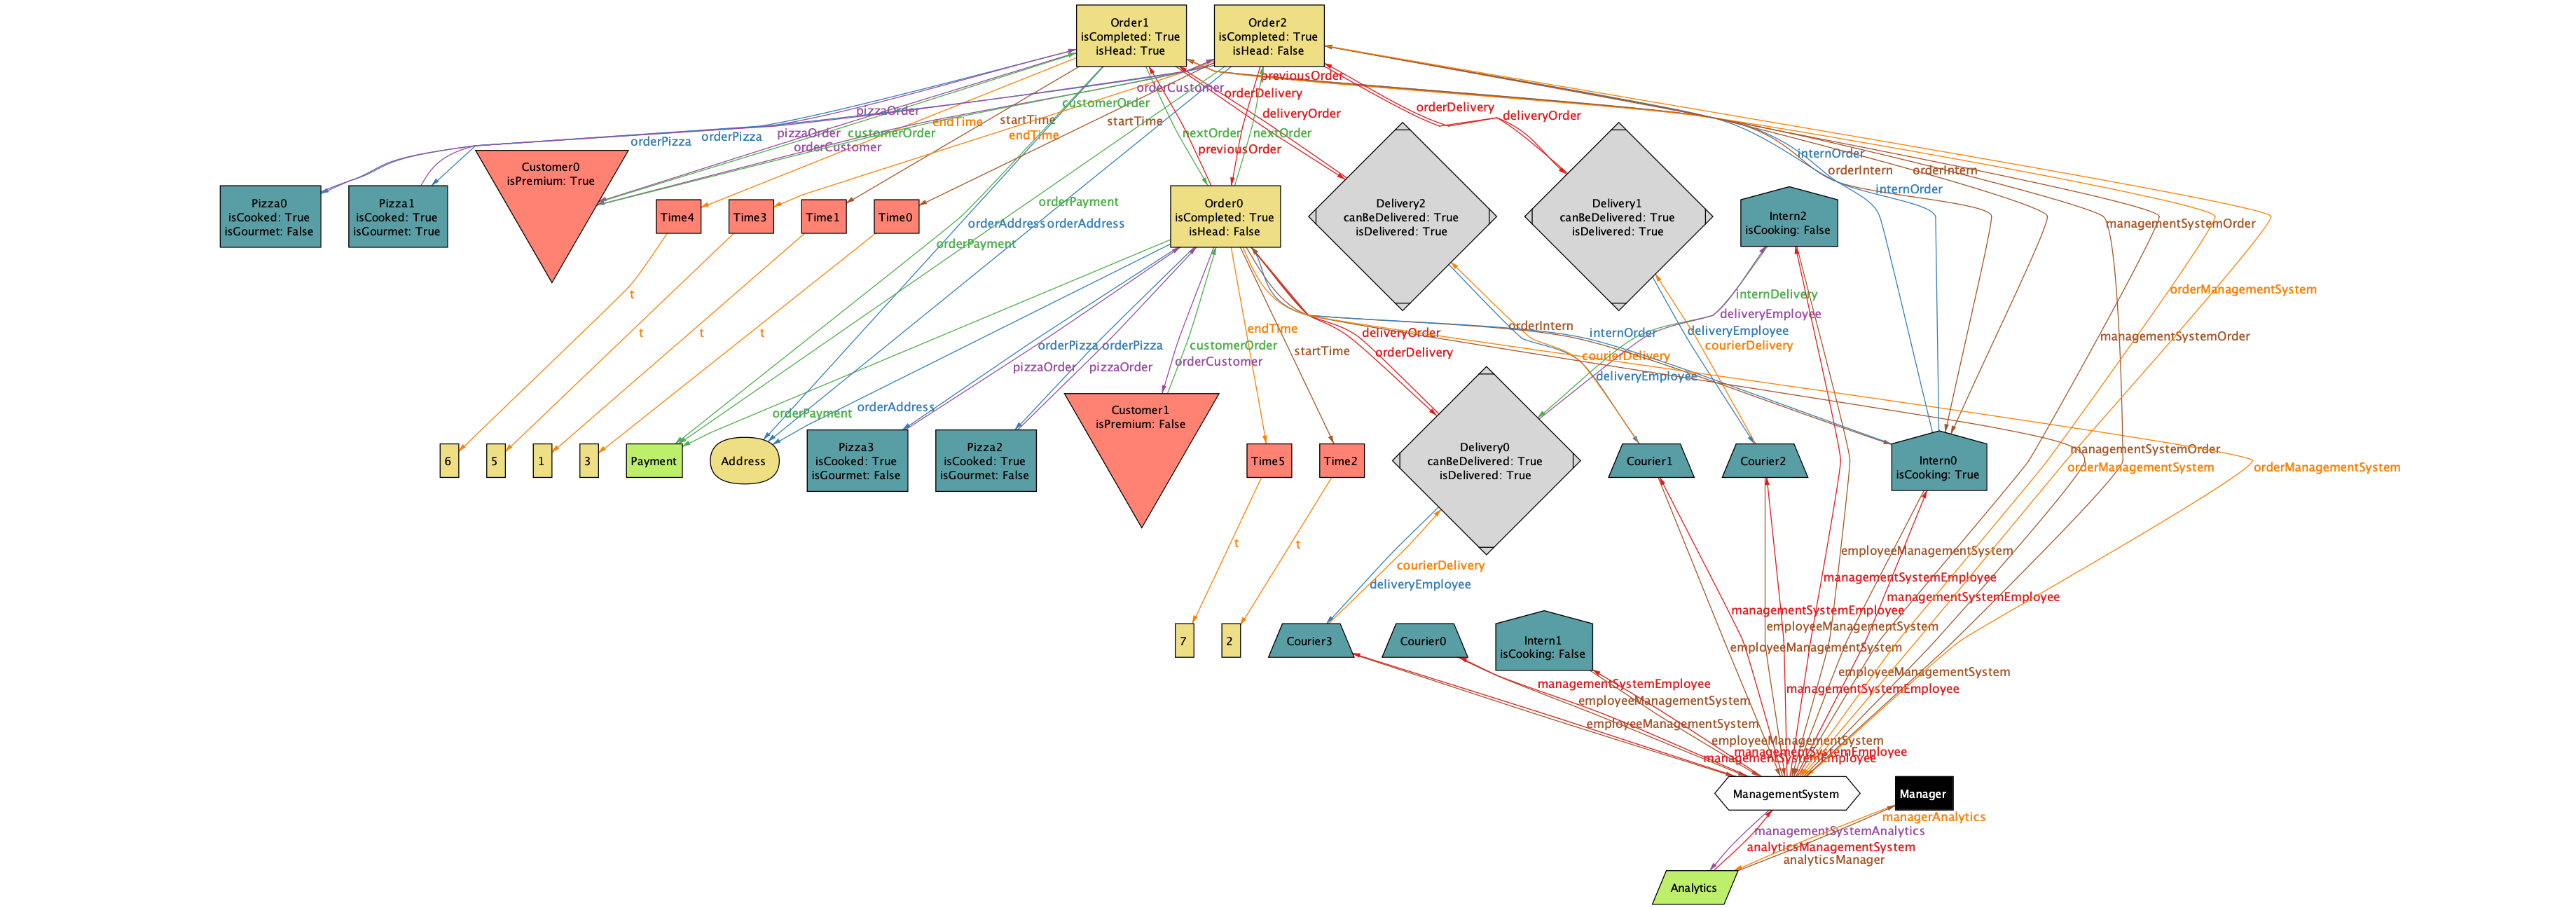 Order1
isCompleted: True
isHead: True
Order2
isCompleted: True
isHead: False
previousOrder
orderCustomer
orderDelivery
customerOrder
pizzaOrder
deliveryOrder
orderDelivery
deliveryOrder
endTime
startTime
startTime
orderPizza
orderPizza
pizzaOrder
customerOrder
endTime
nextOrder
nextOrder
orderCustomer
previousOrder
internOrder
orderIntern
orderIntern
internOrder
Customer0
isPremium: True
Pizza0
isCooked: True
isGourmet: False
Pizza1
isCooked: True
isGourmet: True
Time4
Time3
Time1
Time0
Order0
isCompleted: True
isHead: False
Delivery2
canBeDelivered: True
isDelivered: True
Delivery1
canBeDelivered: True
isDelivered: True
Intern2
isCooking: False
orderPayment
orderAddress
orderAddress
orderPayment
managementSystemOrder
orderManagementSystem
t
t
t
t
internDelivery
deliveryEmployee
endTime
orderIntern
internOrder
deliveryEmployee
deliveryOrder
managementSystemOrder
orderPizza
orderPizza
customerOrder
startTime
orderDelivery
courierDelivery
courierDelivery
pizzaOrder
pizzaOrder
orderCustomer
deliveryEmployee
orderPayment
orderAddress
Customer1
isPremium: False
6
5
1
3
Payment
Address
Pizza3
isCooked: True
isGourmet: False
Pizza2
isCooked: True
isGourmet: False
Time5
Time2
Delivery0
canBeDelivered: True
isDelivered: True
Courier1
Courier2
Intern0
isCooking: True
managementSystemOrder
orderManagementSystem
orderManagementSystem
t
t
courierDelivery
deliveryEmployee
employeeManagementSystem
managementSystemEmployee
managementSystemEmployee
managementSystemEmployee
employeeManagementSystem
employeeManagementSystem
7
2
Courier3
Courier0
Intern1
isCooking: False
employeeManagementSystem
managementSystemEmployee
managementSystemEmployee
employeeManagementSystem
employeeManagementSystem
employeeManagementSystem
managementSystemEmployee
managementSystemEmployee
ManagementSystem
Manager
managerAnalytics
managementSystemAnalytics
analyticsManagementSystem
analyticsManager
Analytics